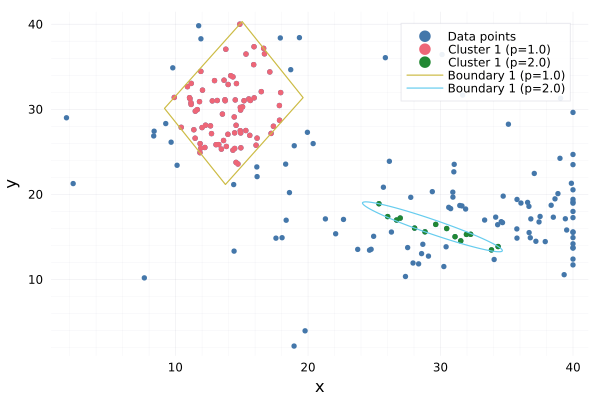 40
30
20
10
y
Data points
Cluster 1 (p=1.0)
Cluster 1 (p=2.0)
Boundary 1 (p=1.0)
Boundary 1 (p=2.0)
10
20
30
40
x